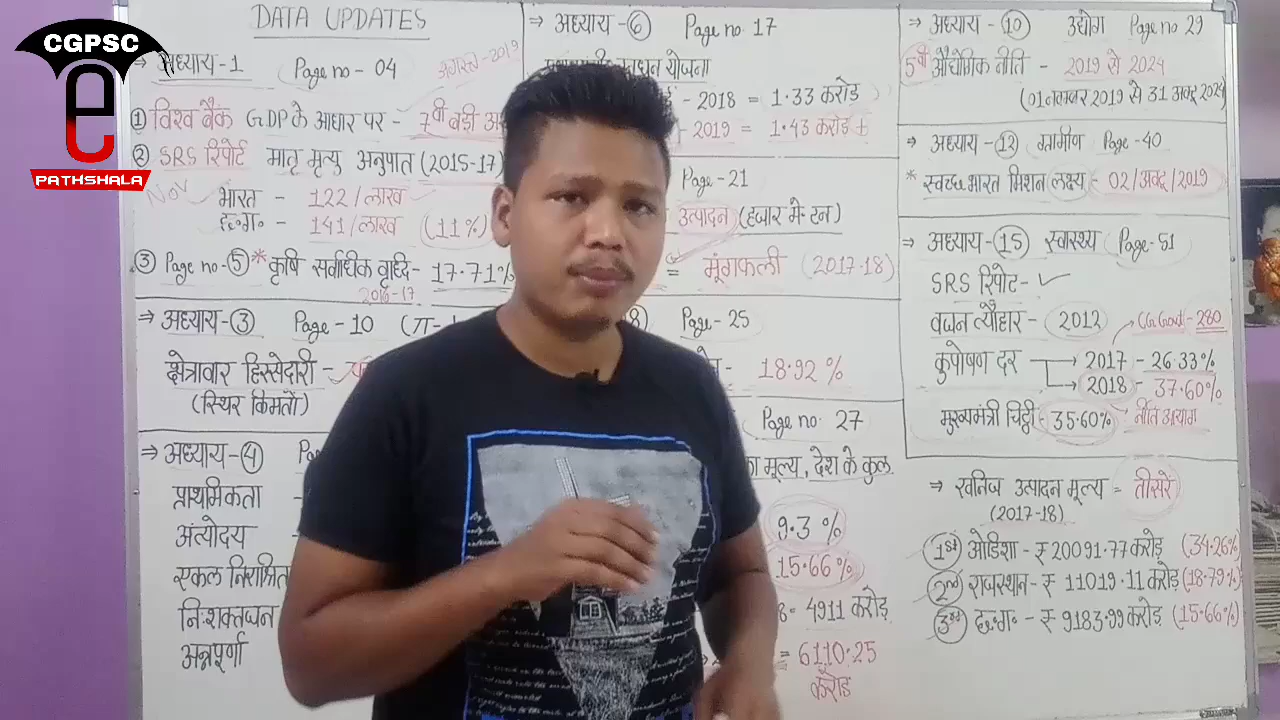 CGPSC
e
PATHSHALA
DATA UPDATES
⇒ अध्याय-1 Page no - 04
अगस्त-2019
① विश्व बैंक GDP के आधार पर - 7वी बड़ी
② SRS रिपोर्ट मातृ मृत्यु अनुपात (2015-17)
Nov
भारत - 122/लाख
छ.ग. - 141/लाख (11%)
③ Page no-⑤ * कृषि सर्वाधिक वृद्धि - 17.71%
2016-17
⇒ अध्याय-③ Page - 10
क्षेत्रावार हिस्सेदारी -
(स्थिर किमतों)
⇒ अध्याय-④
प्राथमिकता
अंत्योदय
एकल निराश्रित
निःशक्तजन
अन्नपूर्णा
⇒ अध्याय-⑥ Page no. 17
योजना
- 2018 = 1.33 करोड़
2019 = 1.43 करोड़ +
Page-21
उत्पादन (हजार में टन)
= मूंगफली (2017-18)
Page-25
18.92 %
Page no. 27
का मूल्य, देश के कुल
9.3 %
15.66%
= 4911 करोड़
= 6110.25
करोड़
⇒ अध्याय-⑩ उद्योग Page no. 29
5वी औद्योगिक नीति - 2019 से 2024
(01 नवम्बर 2019 से 31 अक्टू 2024)
⇒ अध्याय-⑫ ग्रामीण Page-40
* स्वच्छ भारत मिशन लक्ष्य - 02/अक्टू/2019
⇒ अध्याय-⑮ स्वास्थ्य Page-51
SRS रिपोर्ट- ✓
वजन त्यौहार - 2012
CG Govt - 280
कुपोषण दर → 2017 - 26.33%
→ 2018 - 37.60%
मुख्यमंत्री चिट्ठी - 35.60% नीति आयोग
⇒ खनिज उत्पादन मूल्य = तीसरे
(2017-18)
1st ओडिशा - ₹ 20091.77 करोड़ (34.26%)
2nd राजस्थान - ₹ 11019.11 करोड़ (18.79%)
3rd छ.ग. - ₹ 9183.99 करोड़ (15.66%)